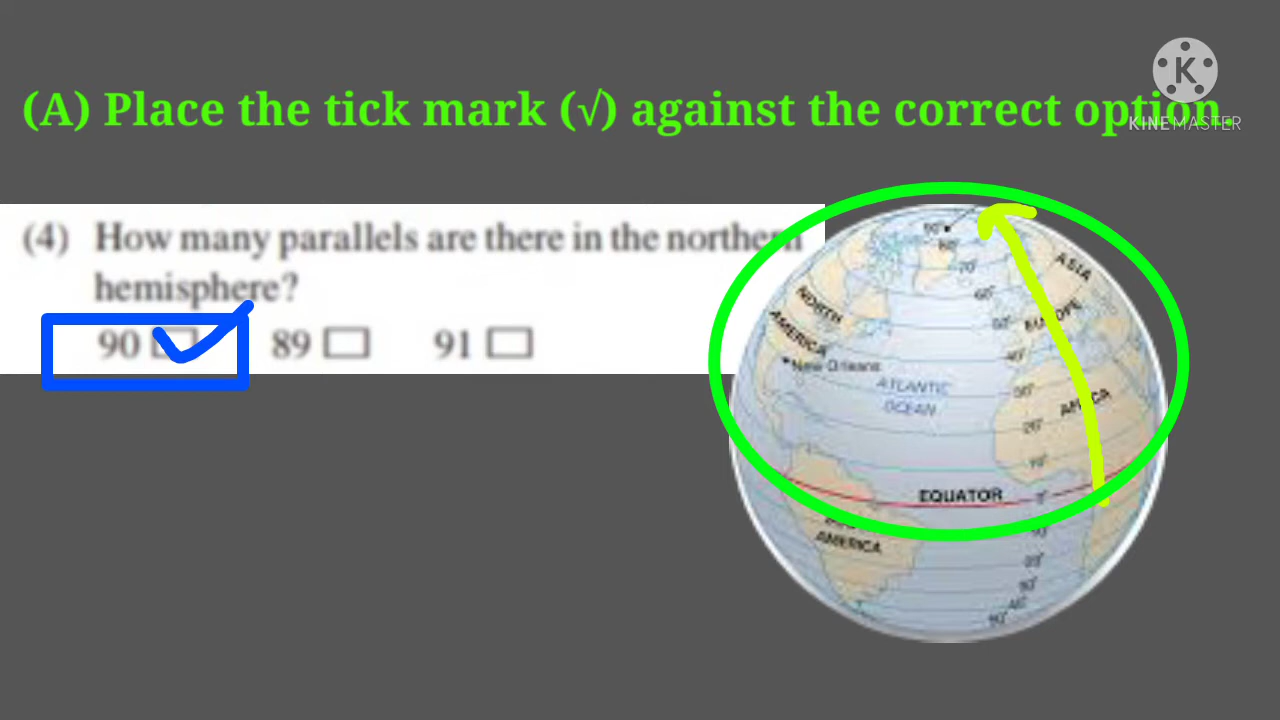 (A) Place the tick mark (√) against the correct option.
K
KINEMASTER
(4) How many parallels are there in the northern
hemisphere?
90 89 91
ASIA
NORTH
AMERICA
EUROPE
New Orleans
ATLANTIC
OCEAN
AFRICA
EQUATOR
AMERICA